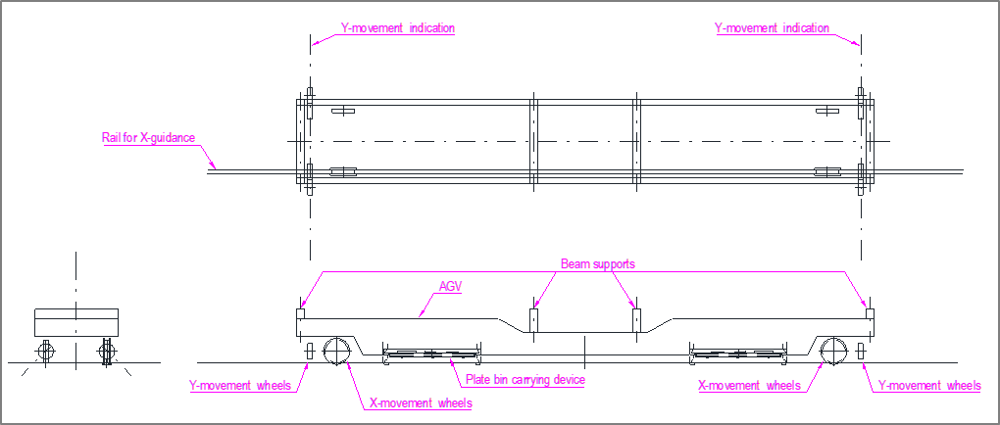 Y-movement indication
Y-movement indication
Rail for X-guidance
Beam supports
AGV
Y-movement wheels
Plate bin carrying device
X-movement wheels
Y-movement wheels
X-movement wheels